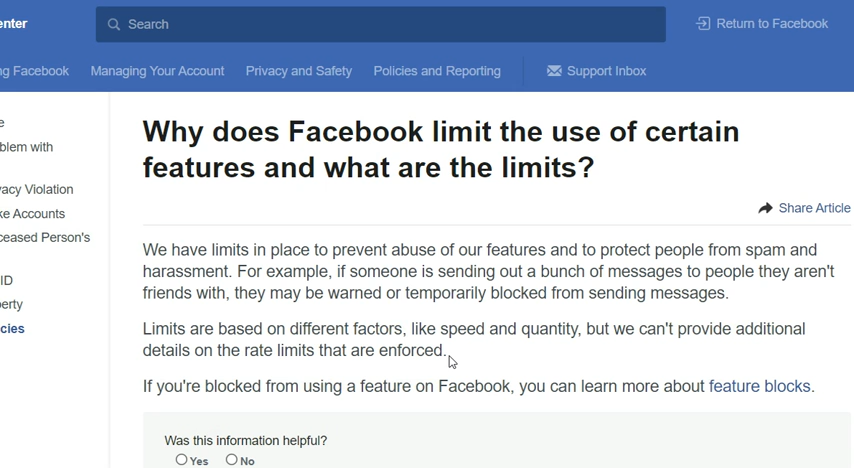 enter
Search
Return to Facebook
ng Facebook Managing Your Account Privacy and Safety Policies and Reporting Support Inbox
e
blem with
vacy Violation
ke Accounts
ceased Person's
ID
perty
cies
Why does Facebook limit the use of certain
features and what are the limits?
Share Article
We have limits in place to prevent abuse of our features and to protect people from spam and
harassment. For example, if someone is sending out a bunch of messages to people they aren't
friends with, they may be warned or temporarily blocked from sending messages.
Limits are based on different factors, like speed and quantity, but we can't provide additional
details on the rate limits that are enforced.
If you're blocked from using a feature on Facebook, you can learn more about feature blocks.
Was this information helpful?
Yes No